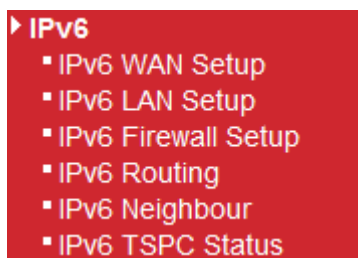 IPv6
IPv6 WAN Setup
IPv6 LAN Setup
IPv6 Firewall Setup
IPv6 Routing
IPv6 Neighbour
IPv6 TSPC Status